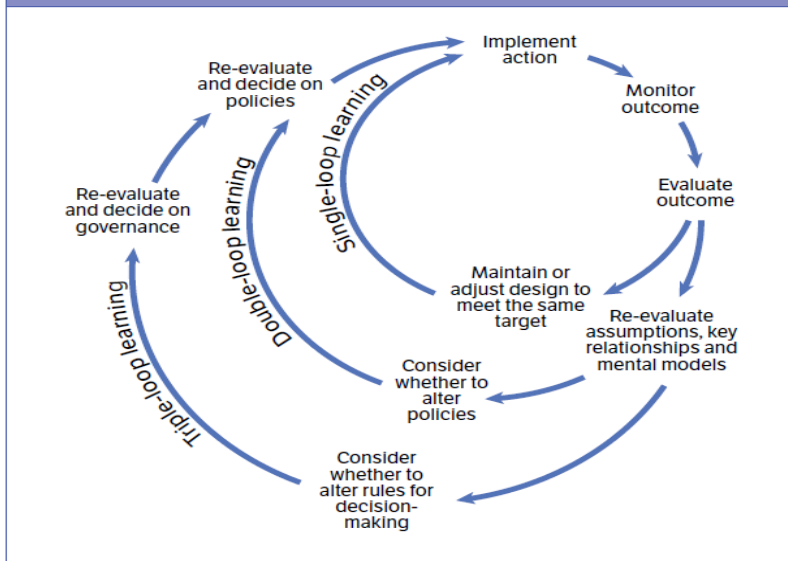 Implement
action
Monitor
outcome
Evaluate
outcome
Maintain or
adjust design to
meet the same
target
Re-evaluate
assumptions, key
relationships and
mental models
Consider
whether to
alter policies
Consider
whether to
alter rules for
decision-
making
Re-evaluate
and decide on
policies
Re-evaluate
and decide on
governance
Single-loop learning
Double-loop learning
Triple-loop learning